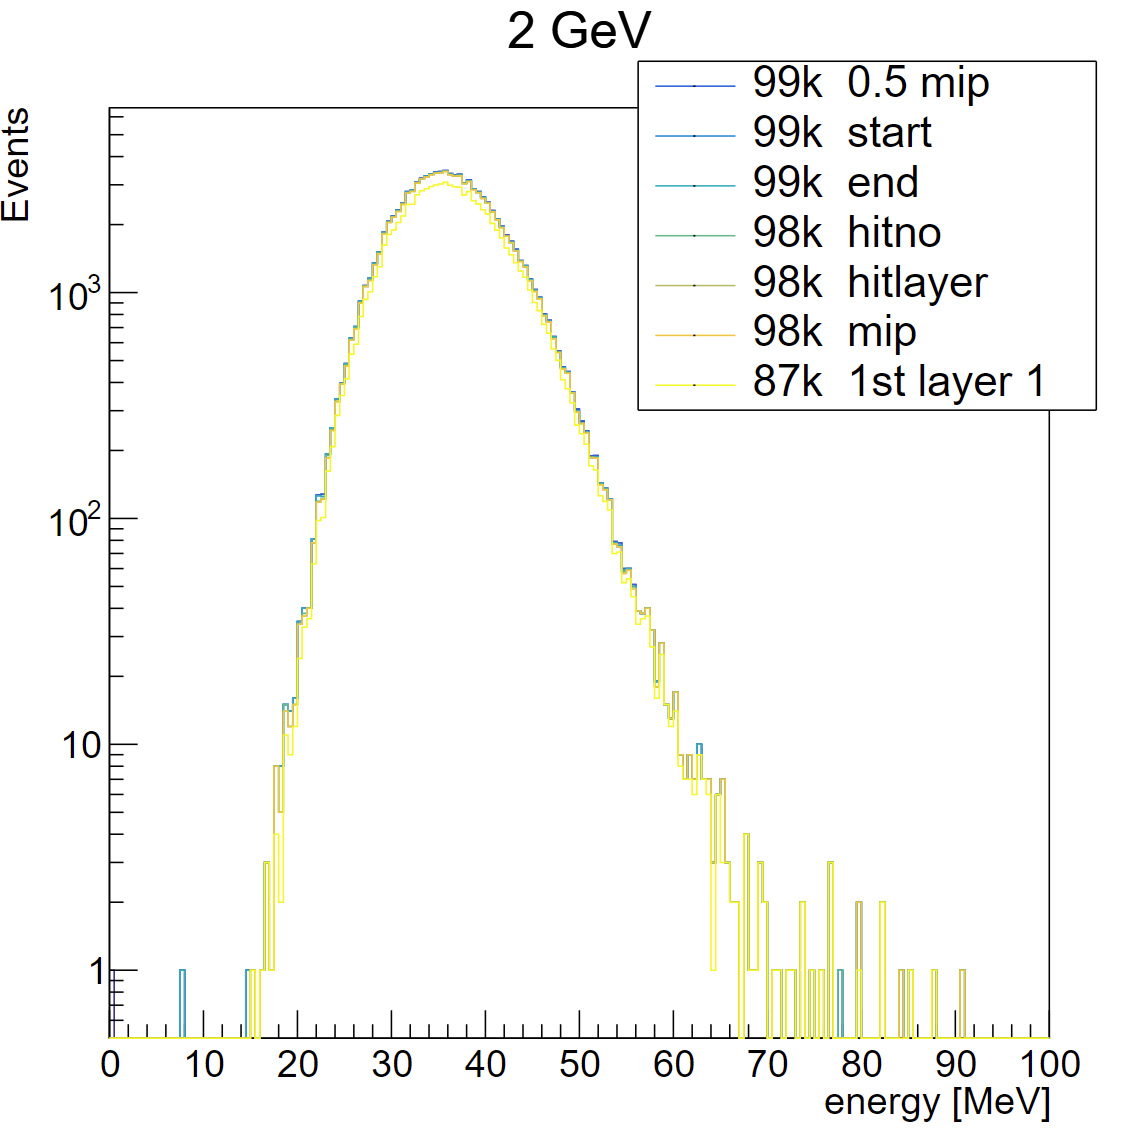 2 GeV
99k 0.5 mip
99k start
99k end
98k hitno
98k hitlayer
98k mip
87k 1st layer 1
Events
10³
10²
10
1
0 10 20 30 40 50 60 70 80 90 100
energy [MeV]